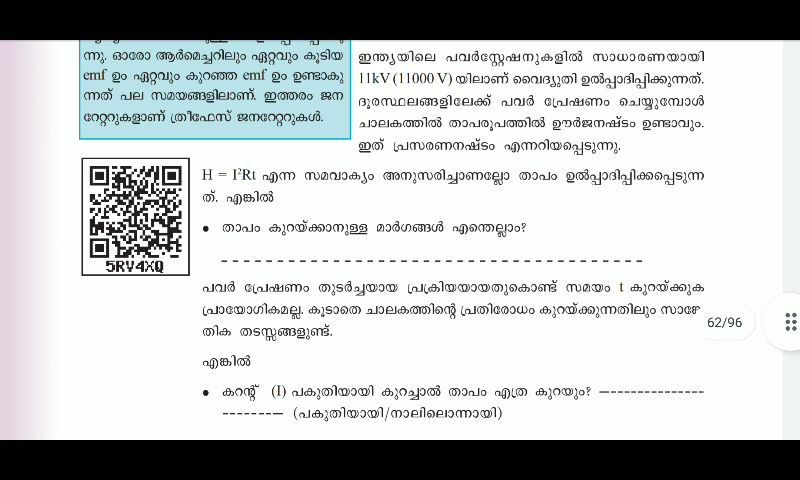 ന്നു. ഓരോ ആർമെച്ചറിലും ഏറ്റവും കൂടിയ
emf ഉം ഏറ്റവും കുറഞ്ഞ emf ഉം ഉണ്ടാകു
ന്നത് പല സമയങ്ങളിലാണ്. ഇത്തരം ജന
റേറ്ററുകളാണ് ത്രീഫേസ് ജനറേറ്ററുകൾ.
ഇന്ത്യയിലെ പവർസ്റ്റേഷനുകളിൽ സാധാരണയായി
11kV (11000 V) യിലാണ് വൈദ്യുതി ഉൽപ്പാദിപ്പിക്കുന്നത്.
ദൂരസ്ഥലങ്ങളിലേക്ക് പവർ പ്രേഷണം ചെയ്യുമ്പോൾ
ചാലകത്തിൽ താപരൂപത്തിൽ ഊർജനഷ്ടം ഉണ്ടാവും.
ഇത് പ്രസരണനഷ്ടം എന്നറിയപ്പെടുന്നു.
5RV4XQ
H = I²Rt എന്ന സമവാക്യം അനുസരിച്ചാണല്ലോ താപം ഉൽപ്പാദിപ്പിക്കപ്പെടുന്ന
ത്. എങ്കിൽ
• താപം കുറയ്ക്കാനുള്ള മാർഗങ്ങൾ എന്തെല്ലാം?
പവർ പ്രേഷണം തുടർച്ചയായ പ്രക്രിയയായതുകൊണ്ട് സമയം t കുറയ്ക്കുക
പ്രായോഗികമല്ല. കൂടാതെ ചാലകത്തിന്റെ പ്രതിരോധം കുറയ്ക്കുന്നതിലും സാങ്കേ
തിക തടസ്സങ്ങളുണ്ട്.
62/96
എങ്കിൽ
• കറന്റ് (I) പകുതിയായി കുറച്ചാൽ താപം എത്ര കുറയും? —---------------
--------— (പകുതിയായി/നാലിലൊന്നായി)